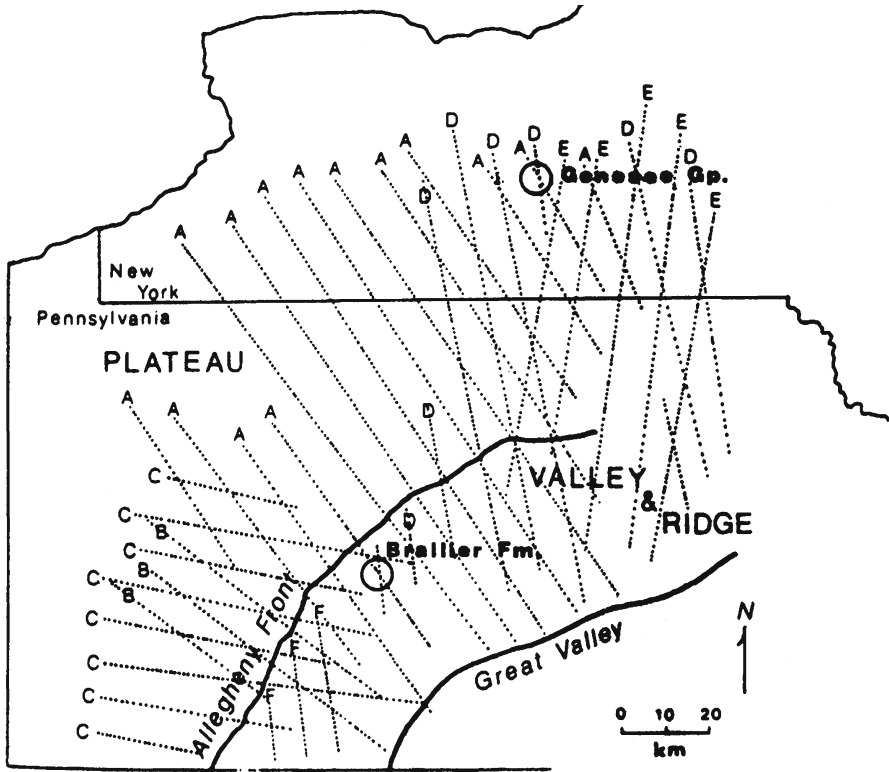 E
D
D
D
E
D
A
A
A
E
A
E
D
Genesee Gp.
A
A
A
A
D
E
A
A
New
York
Pennsylvania
PLATEAU
A
A
A
D
A
C
VALLEY
&
RIDGE
C
B
D
C
Brallier Fm.
B
C
B
F
C
Allegheny Front
F
Great Valley
N
C
F
C
C
0 10 20
km